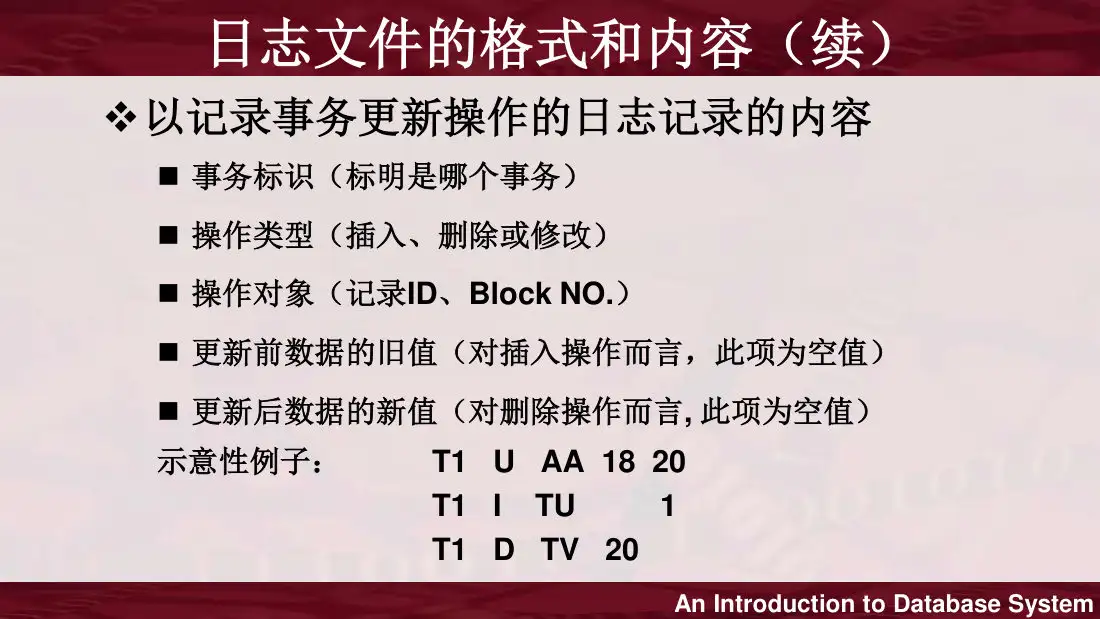 日志文件的格式和内容（续）
❖以记录事务更新操作的日志记录的内容
■ 事务标识（标明是哪个事务）
■ 操作类型（插入、删除或修改）
■ 操作对象（记录ID、Block NO.）
■ 更新前数据的旧值（对插入操作而言，此项为空值）
■ 更新后数据的新值（对删除操作而言, 此项为空值）
示意性例子： T1 U AA 18 20
T1 I TU 1
T1 D TV 20
An Introduction to Database System